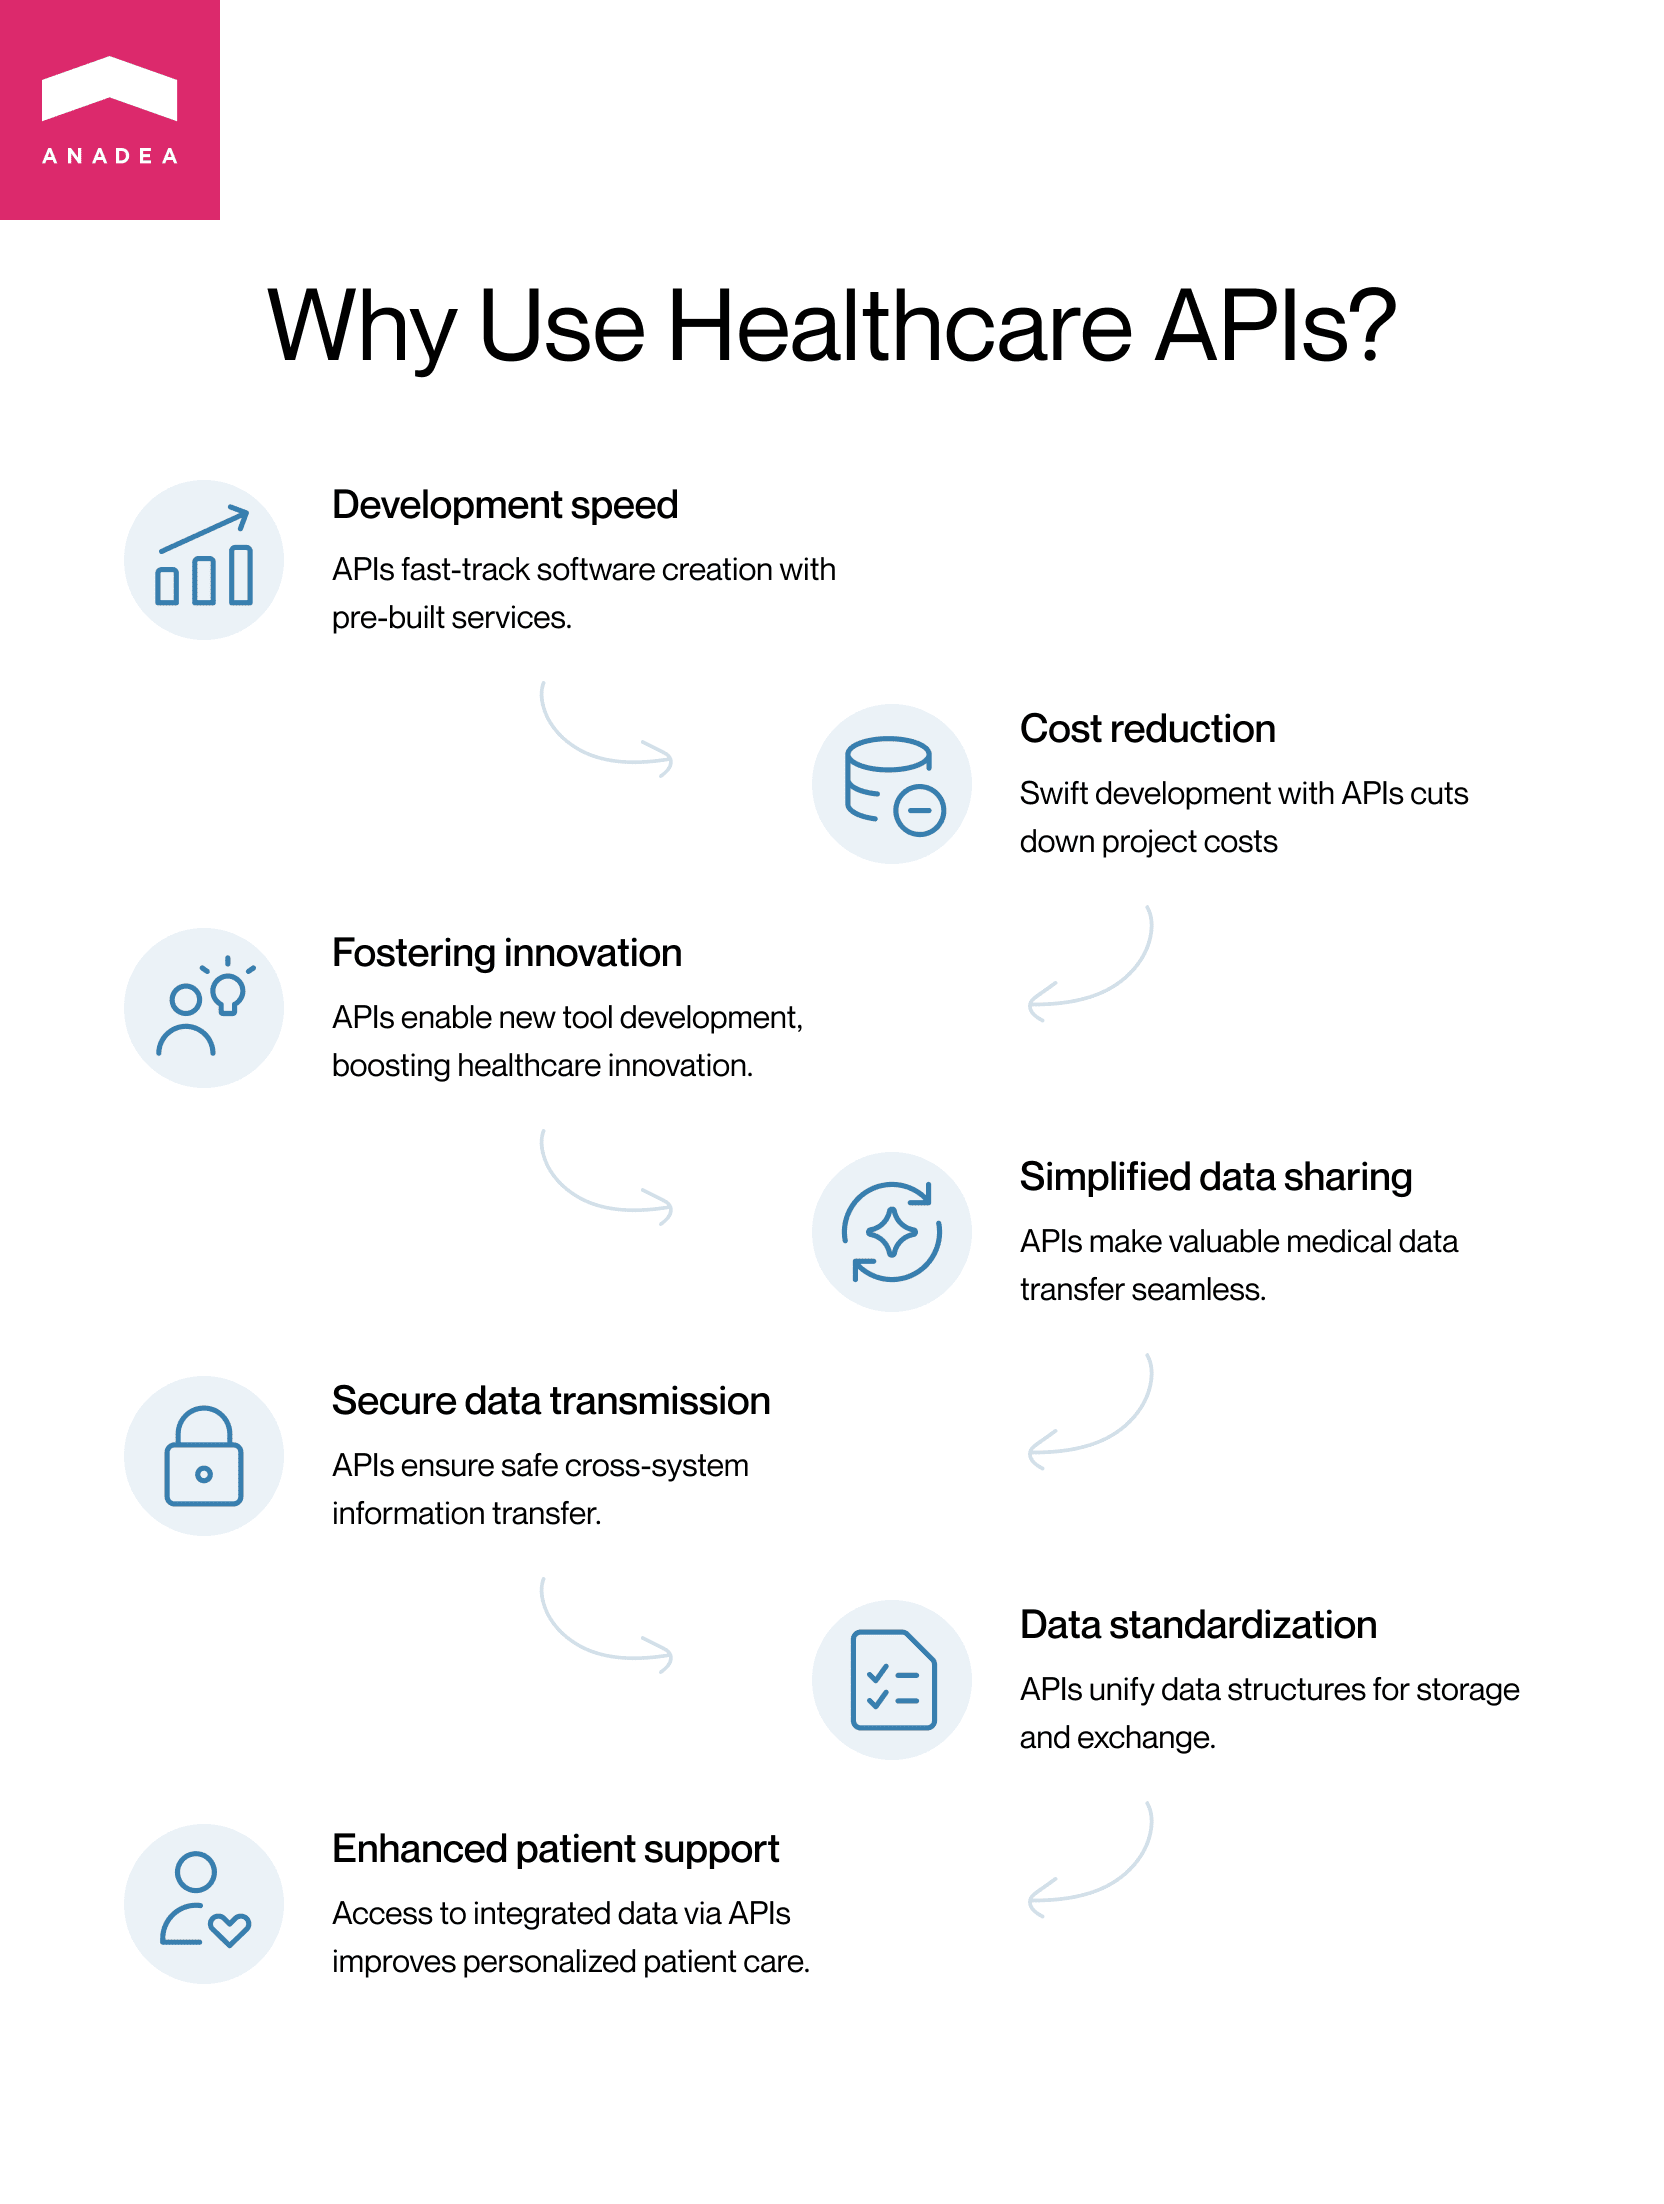 ANADEA
Why Use Healthcare APIs?
Development speed
APIs fast-track software creation with
pre-built services.
Cost reduction
Swift development with APIs cuts
down project costs
Fostering innovation
APIs enable new tool development,
boosting healthcare innovation.
Simplified data sharing
APIs make valuable medical data
transfer seamless.
Secure data transmission
APIs ensure safe cross-system
information transfer.
Data standardization
APIs unify data structures for storage
and exchange.
Enhanced patient support
Access to integrated data via APIs
improves personalized patient care.